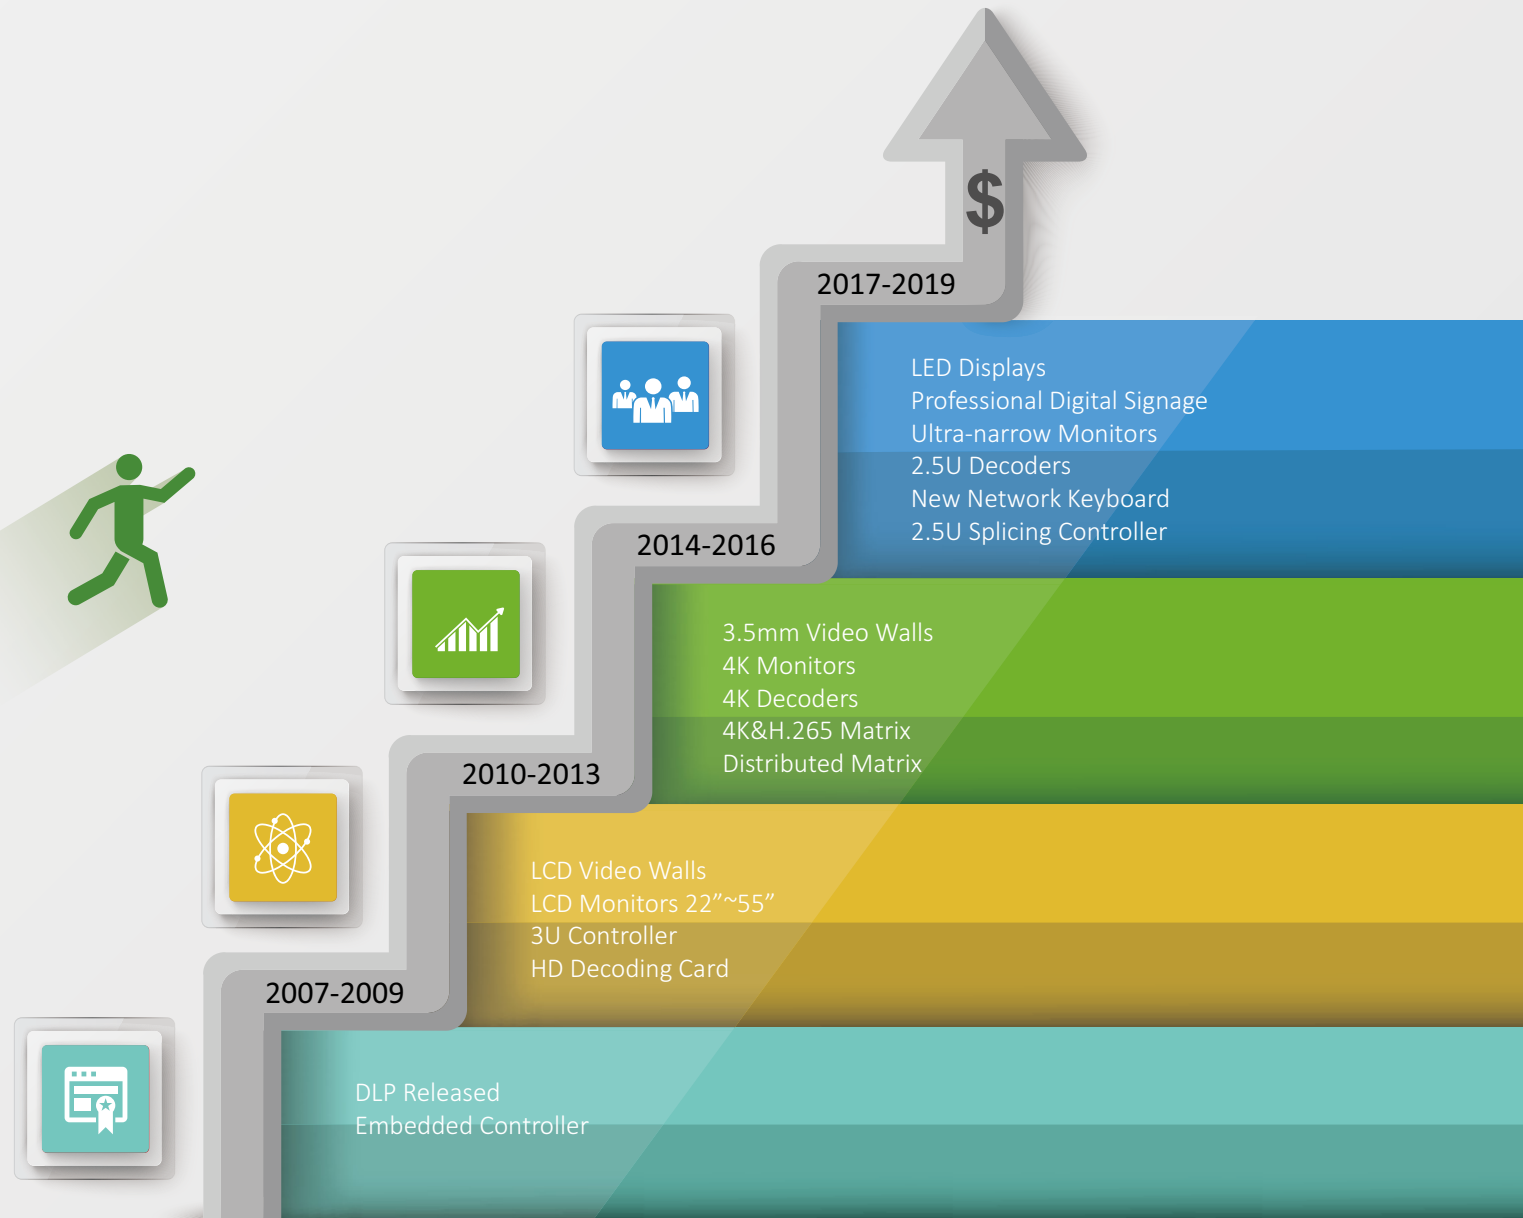 $
2017-2019
LED Displays
Professional Digital Signage
Ultra-narrow Monitors
2.5U Decoders
New Network Keyboard
2.5U Splicing Controller
2014-2016
3.5mm Video Walls
4K Monitors
4K Decoders
4K&H.265 Matrix
Distributed Matrix
2010-2013
LCD Video Walls
LCD Monitors 22”~55”
3U Controller
HD Decoding Card
2007-2009
DLP Released
Embedded Controller